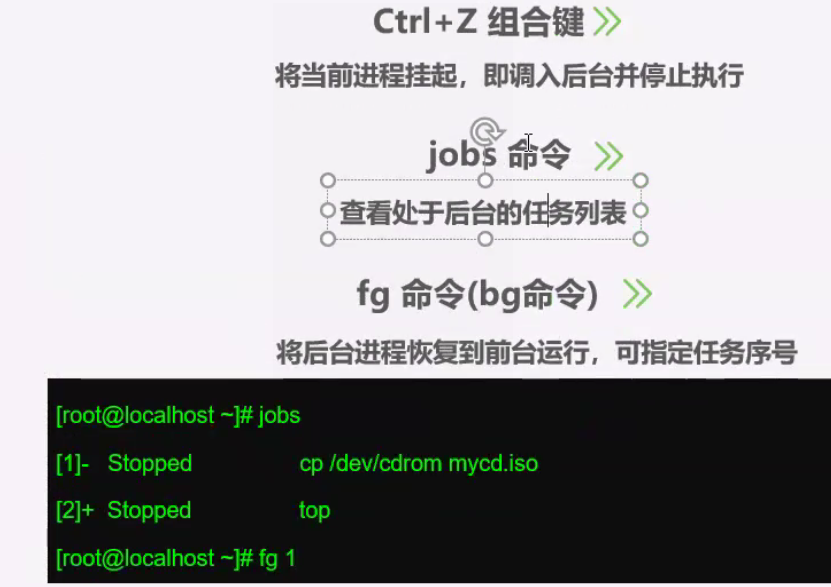 Ctrl+Z 组合键
将当前进程挂起，即调入后台并停止执行
jobs 命令
查看处于后台的任务列表
fg 命令(bg命令)
将后台进程恢复到前台运行，可指定任务序号
[root@localhost ~]# jobs
[1]- Stopped cp /dev/cdrom mycd.iso
[2]+ Stopped top
[root@localhost ~]# fg 1